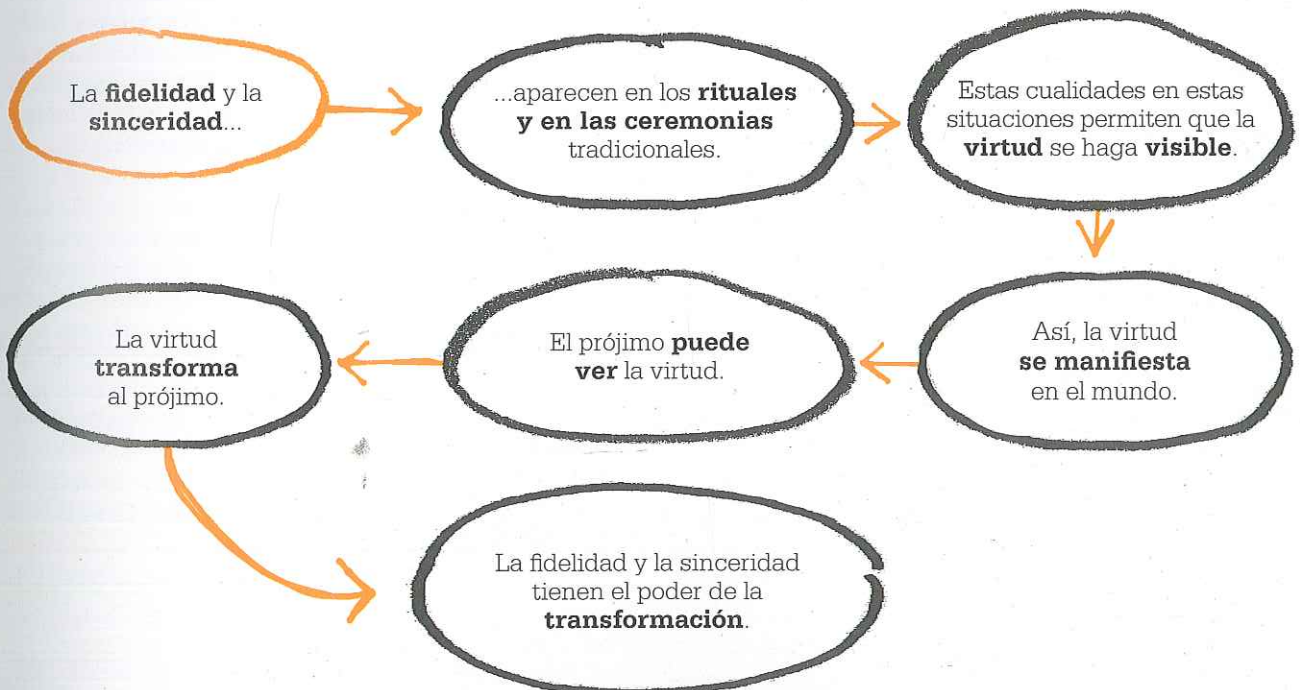 La fidelidad y la
sinceridad...
...aparecen en los rituales
y en las ceremonias
tradicionales.
Estas cualidades en estas
situaciones permiten que la
virtud se haga visible.
Así, la virtud
se manifiesta
en el mundo.
El prójimo puede
ver la virtud.
La virtud
transforma
al prójimo.
La fidelidad y la sinceridad
tienen el poder de la
transformación.